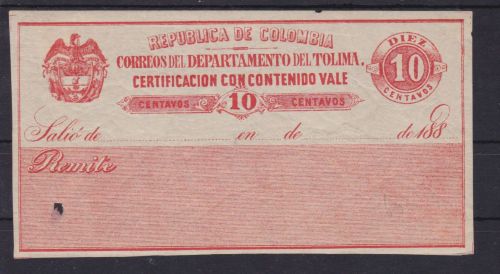 REPUBLICA DE COLOMBIA
CORREOS DEL DEPARTAMENTO DEL TOLIMA.
CERTIFICACION CON CONTENIDO VALE
CENTAVOS 10 CENTAVOS
DIEZ
10
CENTAVOS
Salió de en de de 188
Remite